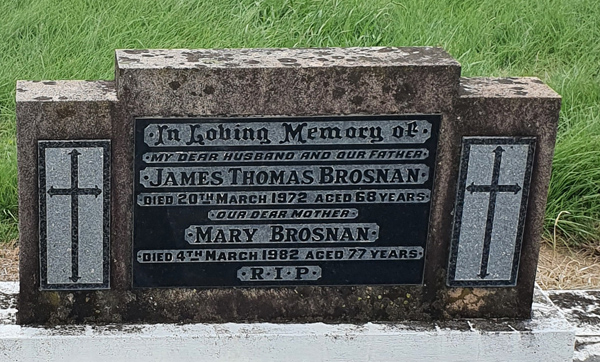 In Loving Memory of
MY DEAR HUSBAND AND OUR FATHER
JAMES THOMAS BROSNAN
DIED 20TH MARCH 1972 AGED 68 YEARS
OUR DEAR MOTHER
MARY BROSNAN
DIED 4TH MARCH 1982 AGED 77 YEARS
R·I·P